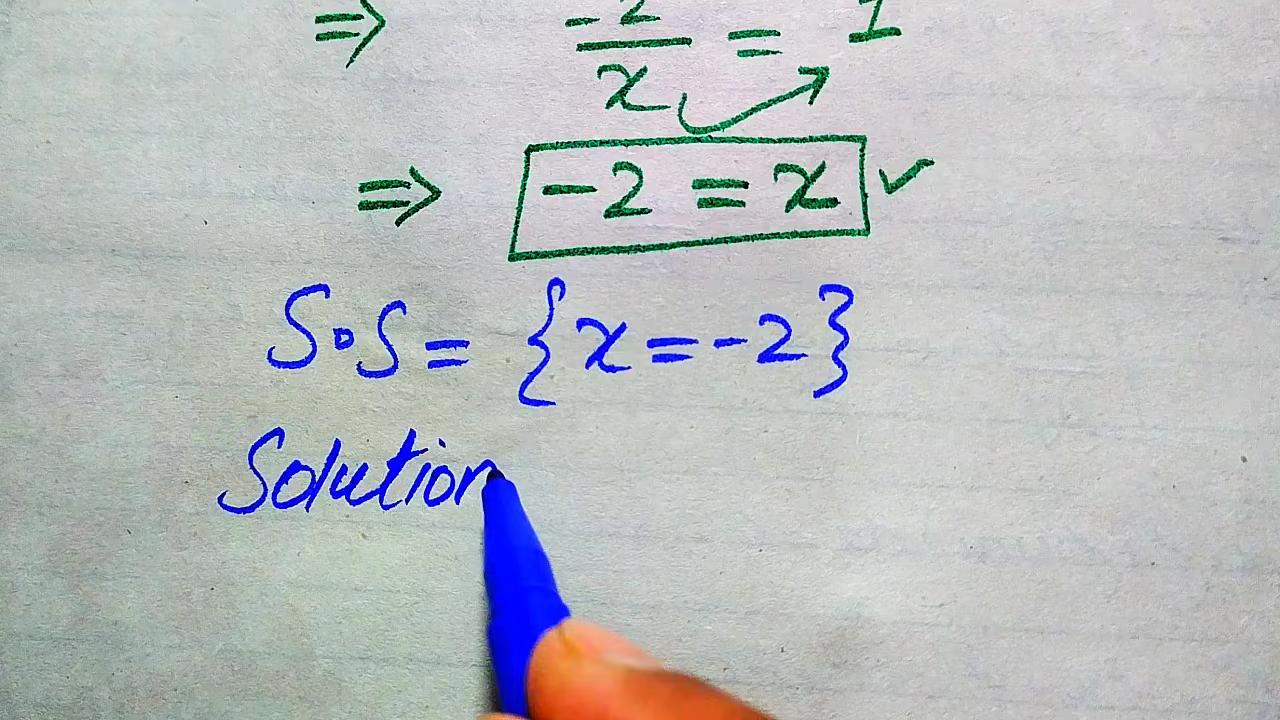 ⇒ -2/x = 1
⇒ -2 = x ✓
S.S = {x = -2}
Solution